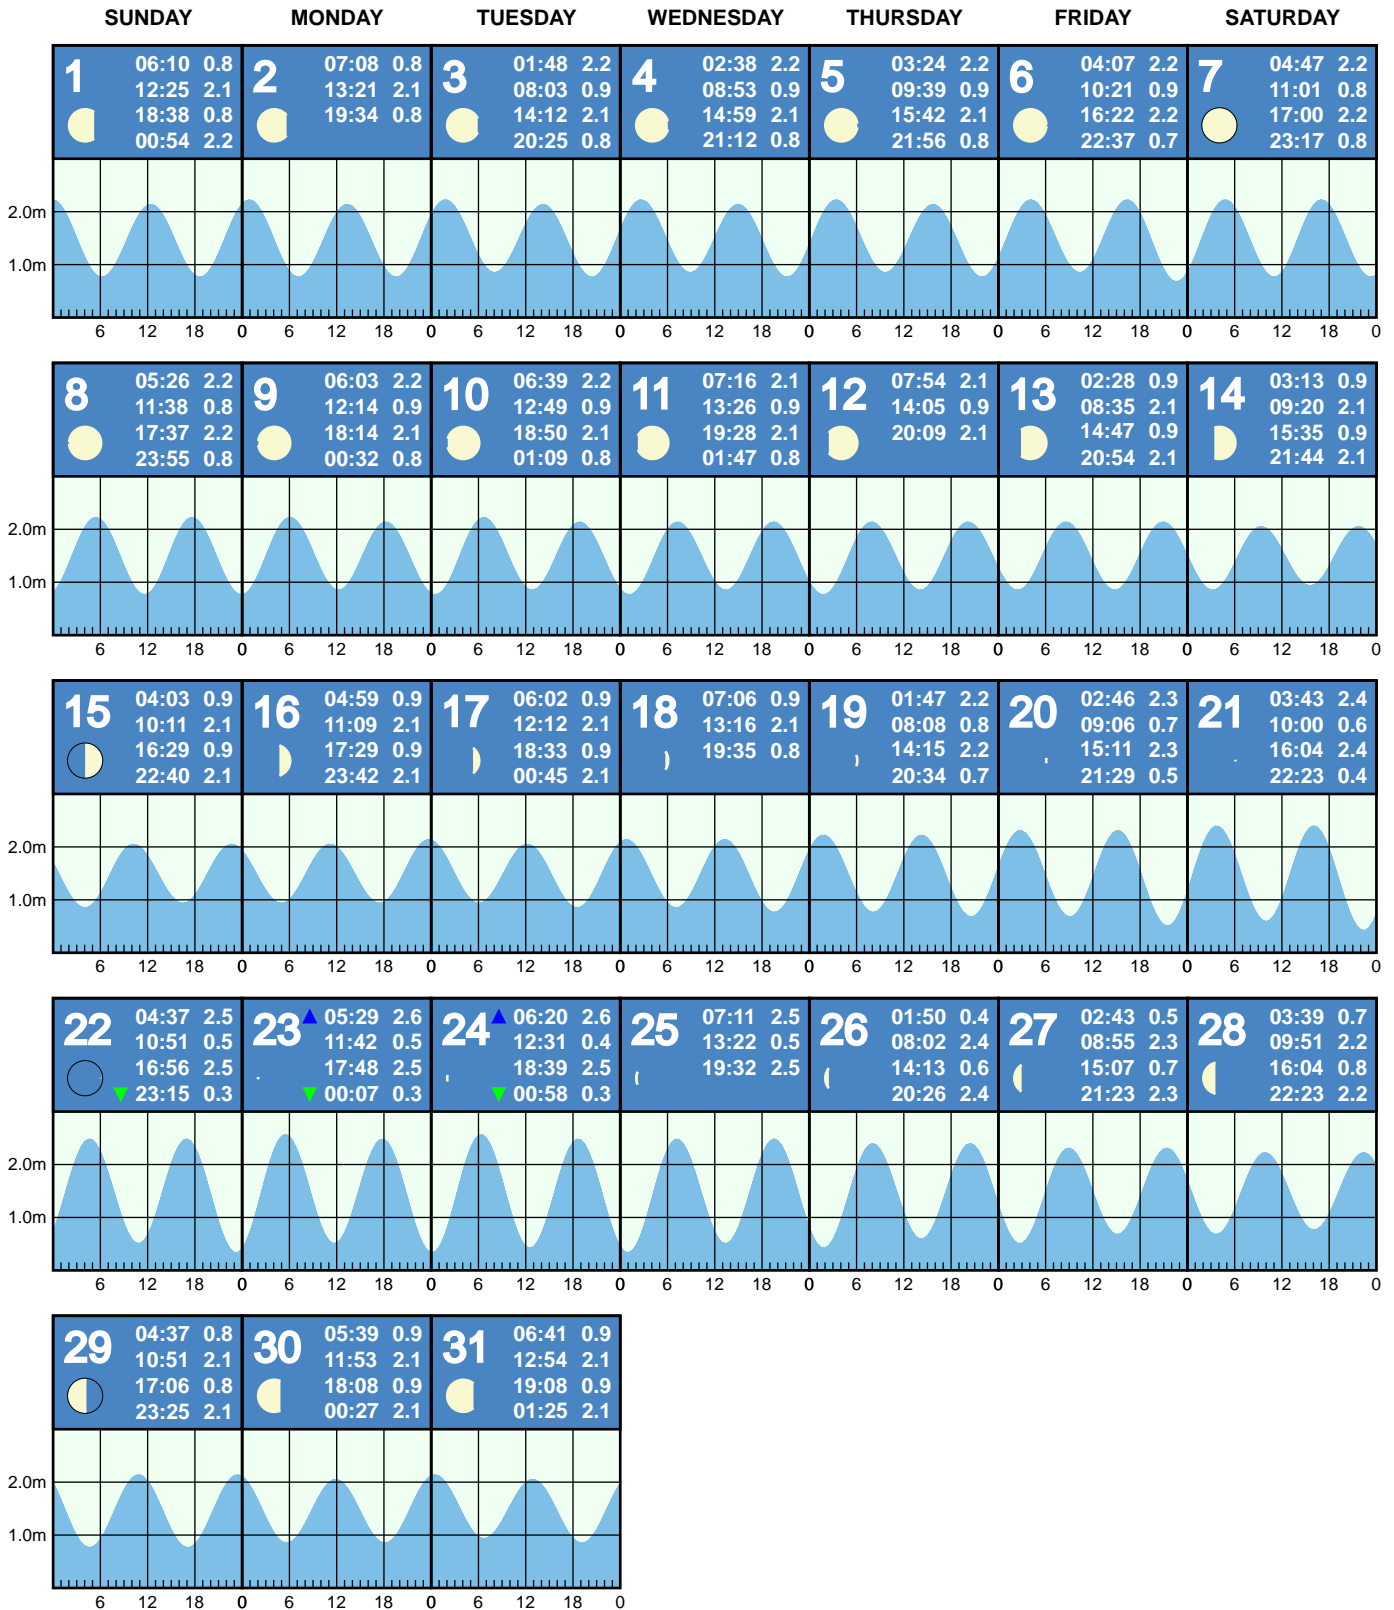 SUNDAY MONDAY TUESDAY WEDNESDAY THURSDAY FRIDAY SATURDAY
1 06:10 0.8
12:25 2.1
18:38 0.8
00:54 2.2
2 07:08 0.8
13:21 2.1
19:34 0.8
3 01:48 2.2
08:03 0.9
14:12 2.1
20:25 0.8
4 02:38 2.2
08:53 0.9
14:59 2.1
21:12 0.8
5 03:24 2.2
09:39 0.9
15:42 2.1
21:56 0.8
6 04:07 2.2
10:21 0.9
16:22 2.2
22:37 0.7
7 04:47 2.2
11:01 0.8
17:00 2.2
23:17 0.8
2.0m
1.0m
6 12 18 0 6 12 18 0 6 12 18 0 6 12 18 0 6 12 18 0 6 12 18 0 6 12 18 0
8 05:26 2.2
11:38 0.8
17:37 2.2
23:55 0.8
9 06:03 2.2
12:14 0.9
18:14 2.1
00:32 0.8
10 06:39 2.2
12:49 0.9
18:50 2.1
01:09 0.8
11 07:16 2.1
13:26 0.9
19:28 2.1
01:47 0.8
12 07:54 2.1
14:05 0.9
20:09 2.1
13 02:28 0.9
08:35 2.1
14:47 0.9
20:54 2.1
14 03:13 0.9
09:20 2.1
15:35 0.9
21:44 2.1
2.0m
1.0m
6 12 18 0 6 12 18 0 6 12 18 0 6 12 18 0 6 12 18 0 6 12 18 0 6 12 18 0
15 04:03 0.9
10:11 2.1
16:29 0.9
22:40 2.1
16 04:59 0.9
11:09 2.1
17:29 0.9
23:42 2.1
17 06:02 0.9
12:12 2.1
18:33 0.9
00:45 2.1
18 07:06 0.9
13:16 2.1
19:35 0.8
19 01:47 2.2
08:08 0.8
14:15 2.2
20:34 0.7
20 02:46 2.3
09:06 0.7
15:11 2.3
21:29 0.5
21 03:43 2.4
10:00 0.6
16:04 2.4
22:23 0.4
2.0m
1.0m
6 12 18 0 6 12 18 0 6 12 18 0 6 12 18 0 6 12 18 0 6 12 18 0 6 12 18 0
22 04:37 2.5
10:51 0.5
16:56 2.5
23:15 0.3
23 05:29 2.6
11:42 0.5
17:48 2.5
00:07 0.3
24 06:20 2.6
12:31 0.4
18:39 2.5
00:58 0.3
25 07:11 2.5
13:22 0.5
19:32 2.5
26 01:50 0.4
08:02 2.4
14:13 0.6
20:26 2.4
27 02:43 0.5
08:55 2.3
15:07 0.7
21:23 2.3
28 03:39 0.7
09:51 2.2
16:04 0.8
22:23 2.2
2.0m
1.0m
6 12 18 0 6 12 18 0 6 12 18 0 6 12 18 0 6 12 18 0 6 12 18 0 6 12 18 0
29 04:37 0.8
10:51 2.1
17:06 0.8
23:25 2.1
30 05:39 0.9
11:53 2.1
18:08 0.9
00:27 2.1
31 06:41 0.9
12:54 2.1
19:08 0.9
01:25 2.1
2.0m
1.0m
6 12 18 0 6 12 18 0 6 12 18 0